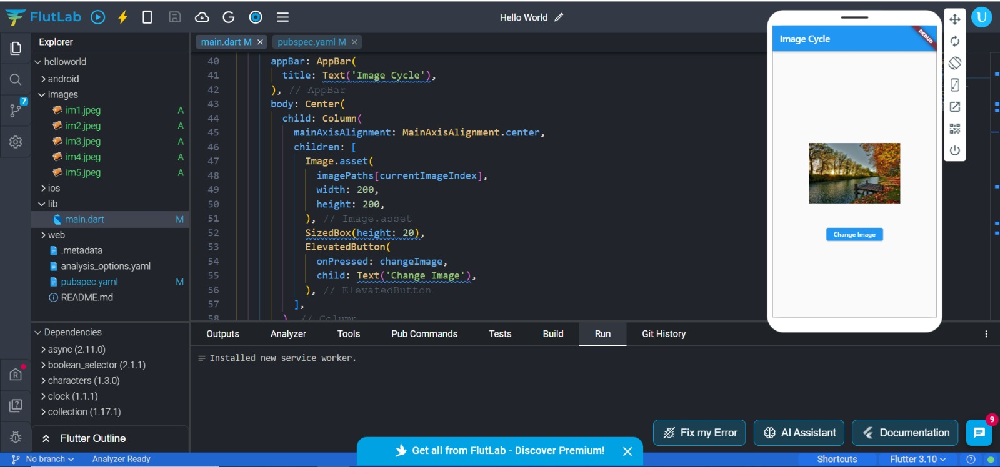 FlutLab
Hello World
U
Explorer
helloworld
android
images
im1.jpeg A
im2.jpeg A
im3.jpeg A
im4.jpeg A
im5.jpeg A
ios
lib
main.dart M
web
.metadata
analysis_options.yaml
pubspec.yaml M
README.md
7
Dependencies
async (2.11.0)
boolean_selector (2.1.1)
characters (1.3.0)
clock (1.1.1)
collection (1.17.1)
Flutter Outline
main.dart M ×
pubspec.yaml M ×
40 appBar: AppBar(
41 title: Text('Image Cycle'),
42 ), // AppBar
43 body: Center(
44 child: Column(
45 mainAxisAlignment: MainAxisAlignment.center,
46 children: [
47 Image.asset(
48 imagePaths[currentImageIndex],
49 width: 200,
50 height: 200,
51 ), // Image.asset
52 SizedBox(height: 20),
53 ElevatedButton(
54 onPressed: changeImage,
55 child: Text('Change Image'),
56 ), // ElevatedButton
57 ],
58 ) // Column
Image Cycle
DEBUG
Change Image
Outputs Analyzer Tools Pub Commands Tests Build Run Git History
Installed new service worker.
Fix my Error
AI Assistant
Documentation
9
Get all from FlutLab - Discover Premium!
No branch
Analyzer Ready
Shortcuts
Flutter 3.10